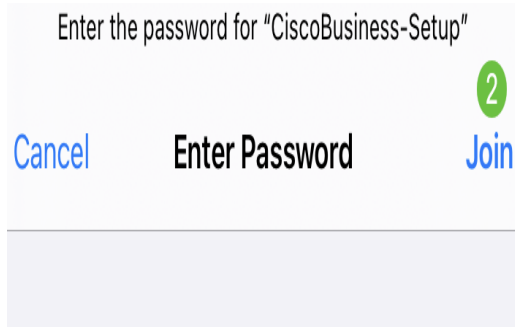 Enter the password for “CiscoBusiness-Setup”
2
Cancel Enter Password Join